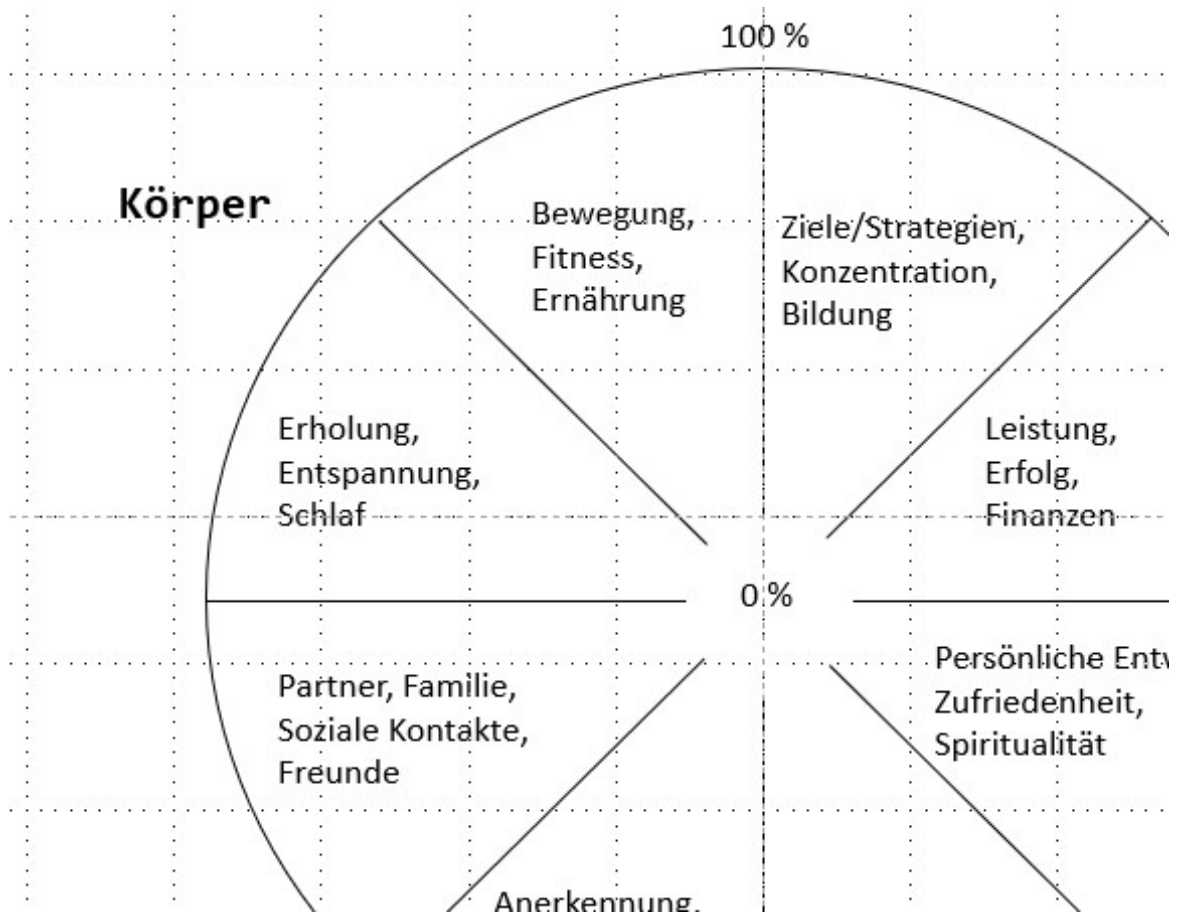 100 %
Körper
Bewegung,
Fitness,
Ernährung
Ziele/Strategien,
Konzentration,
Bildung
Erholung,
Entspannung,
Schlaf
Leistung,
Erfolg,
Finanzen
0 %
Partner, Familie,
Soziale Kontakte,
Freunde
Persönliche
Zufriedenheit,
Spiritualität
Anerkennung,